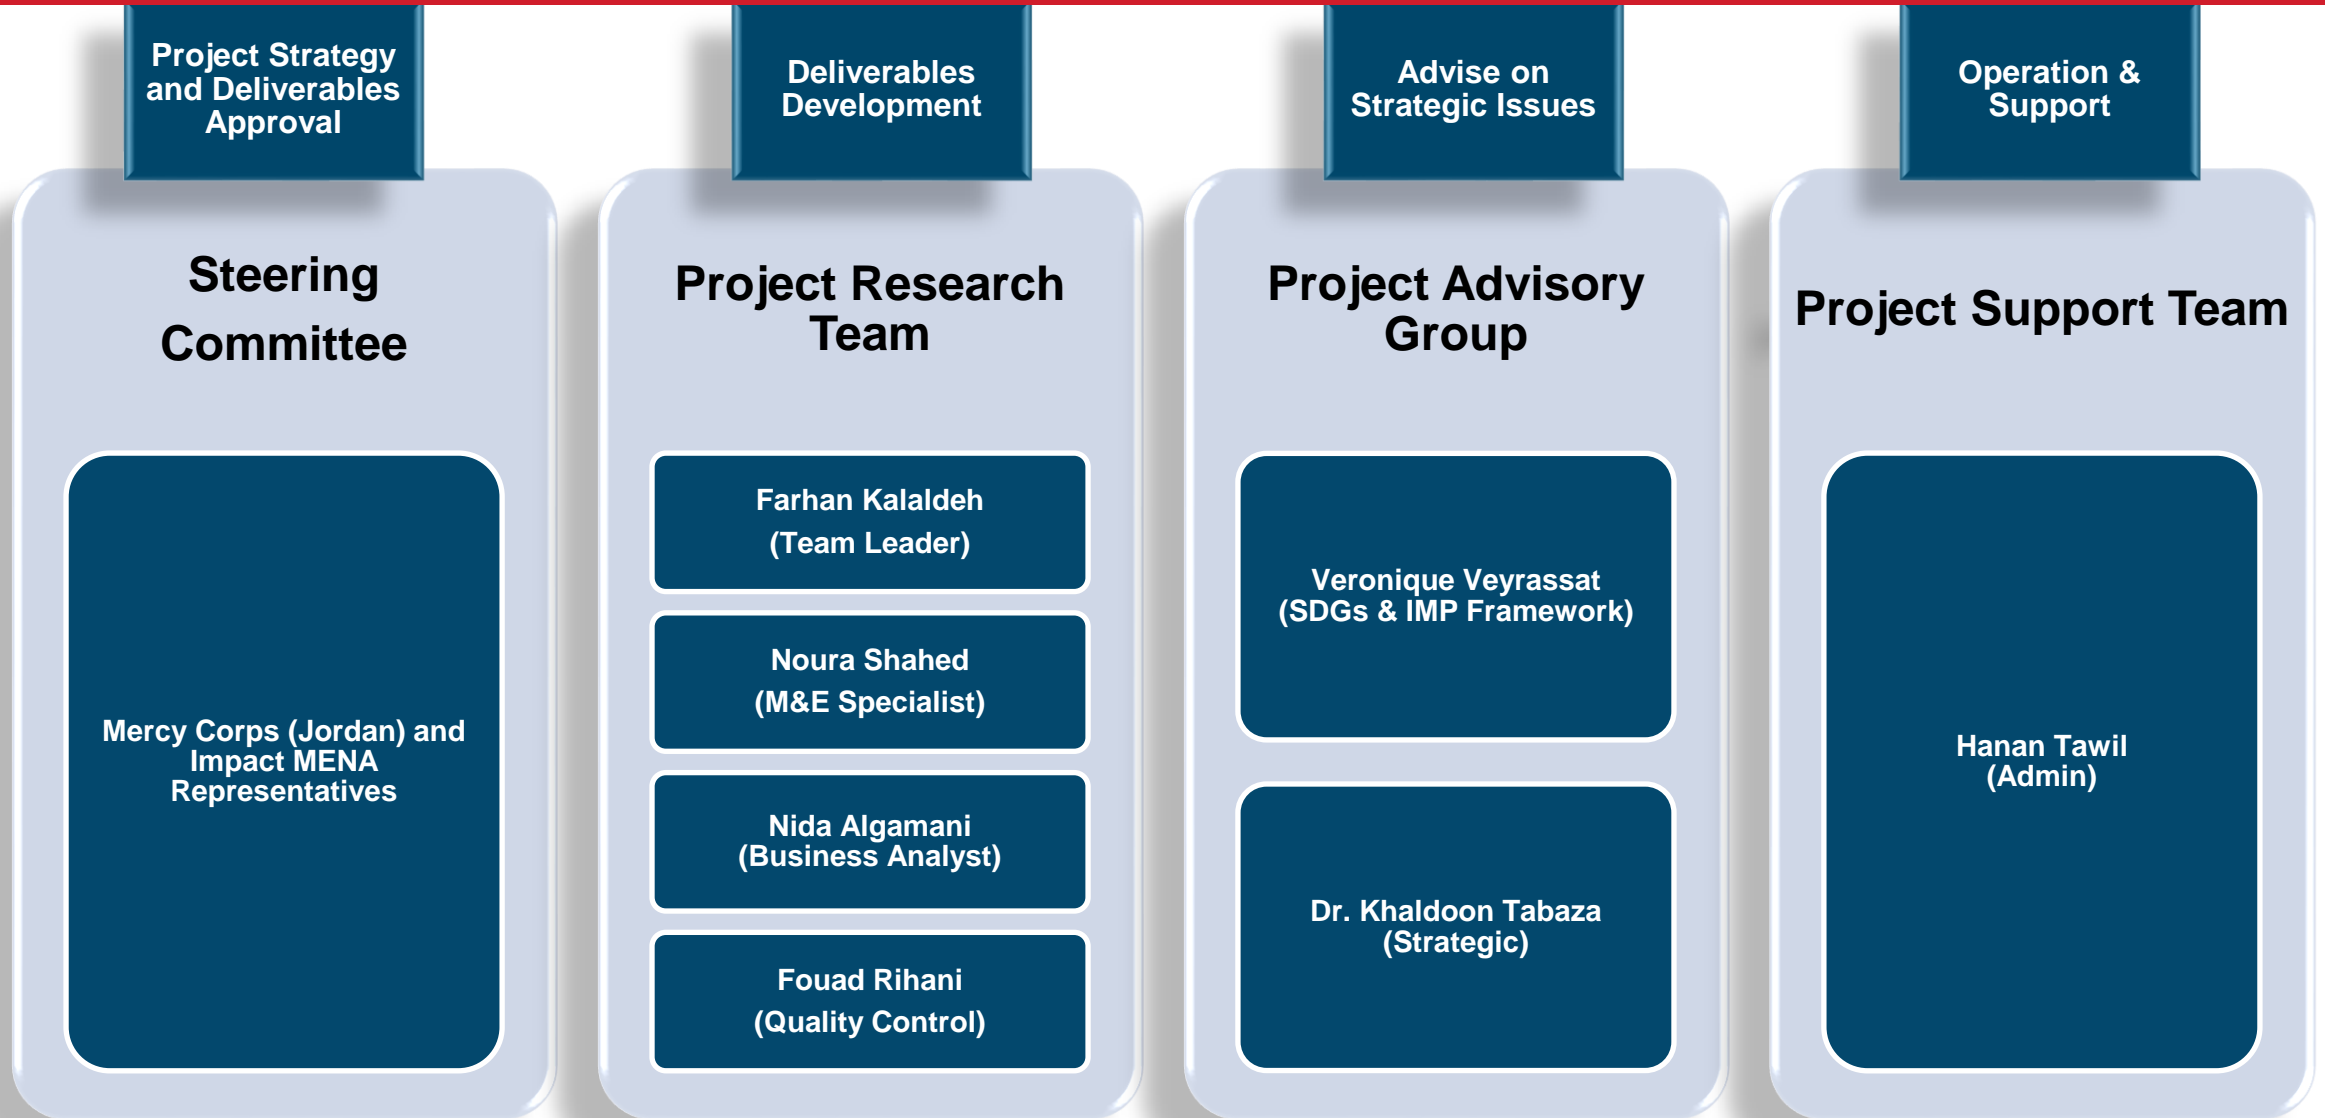 Project Strategy
and Deliverables
Approval
Steering
Committee
Mercy Corps (Jordan) and
Impact MENA
Representatives
Deliverables
Development
Project Research
Team
Farhan Kalaldeh
(Team Leader)
Noura Shahed
(M&E Specialist)
Nida Algamani
(Business Analyst)
Fouad Rihani
(Quality Control)
Advise on
Strategic Issues
Project Advisory
Group
Veronique Veyrassat
(SDGs & IMP Framework)
Dr. Khaldoon Tabaza
(Strategic)
Operation &
Support
Project Support Team
Hanan Tawil
(Admin)